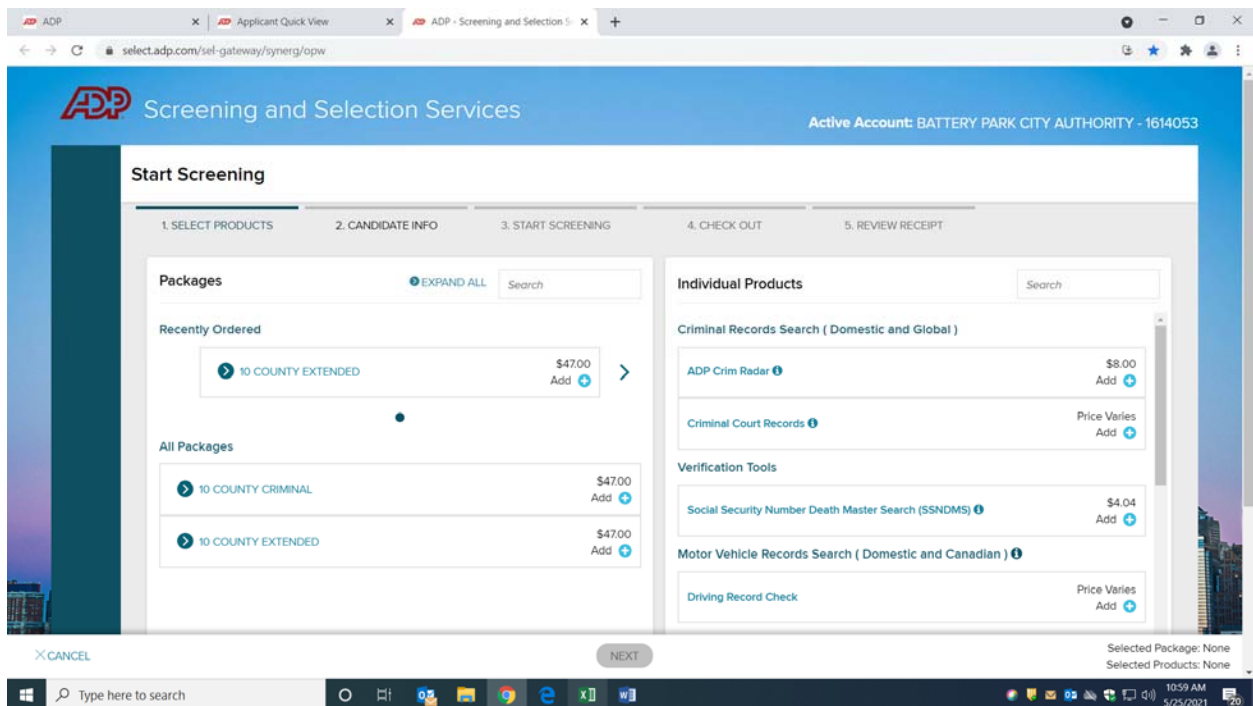 ADP
Applicant Quick View
ADP - Screening and Selection S
select.adp.com/sel-gateway/synerg/opw
ADP Screening and Selection Services
Active Account: BATTERY PARK CITY AUTHORITY - 1614053
Start Screening
1. SELECT PRODUCTS 2. CANDIDATE INFO 3. START SCREENING 4. CHECK OUT 5. REVIEW RECEIPT
Packages EXPAND ALL Search
Recently Ordered
10 COUNTY EXTENDED $47.00
Add
All Packages
10 COUNTY CRIMINAL $47.00
Add
10 COUNTY EXTENDED $47.00
Add
Individual Products Search
Criminal Records Search ( Domestic and Global )
ADP Crim Radar $8.00
Add
Criminal Court Records Price Varies
Add
Verification Tools
Social Security Number Death Master Search (SSNDMS) $4.04
Add
Motor Vehicle Records Search ( Domestic and Canadian )
Driving Record Check Price Varies
Add
CANCEL NEXT Selected Package: None
Selected Products: None
Type here to search
10:59 AM
5/25/2021
20